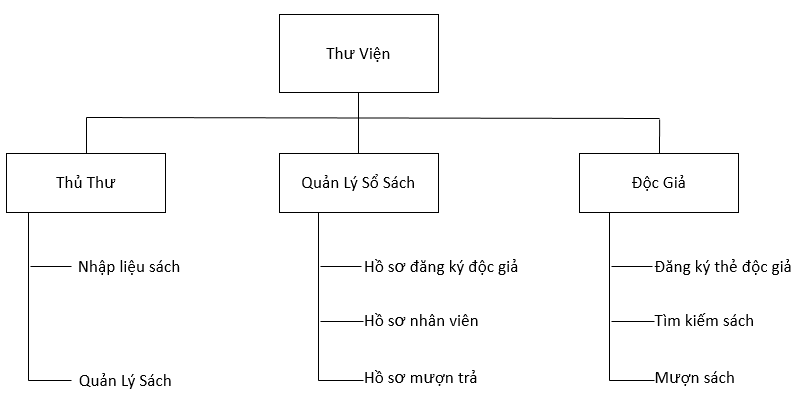 Thư Viện
Thủ Thư
Quản Lý Sổ Sách
Độc Giả
Nhập liệu sách
Hồ sơ đăng ký độc giả
Đăng ký thẻ độc giả
Hồ sơ nhân viên
Tìm kiếm sách
Quản Lý Sách
Hồ sơ mượn trả
Mượn sách